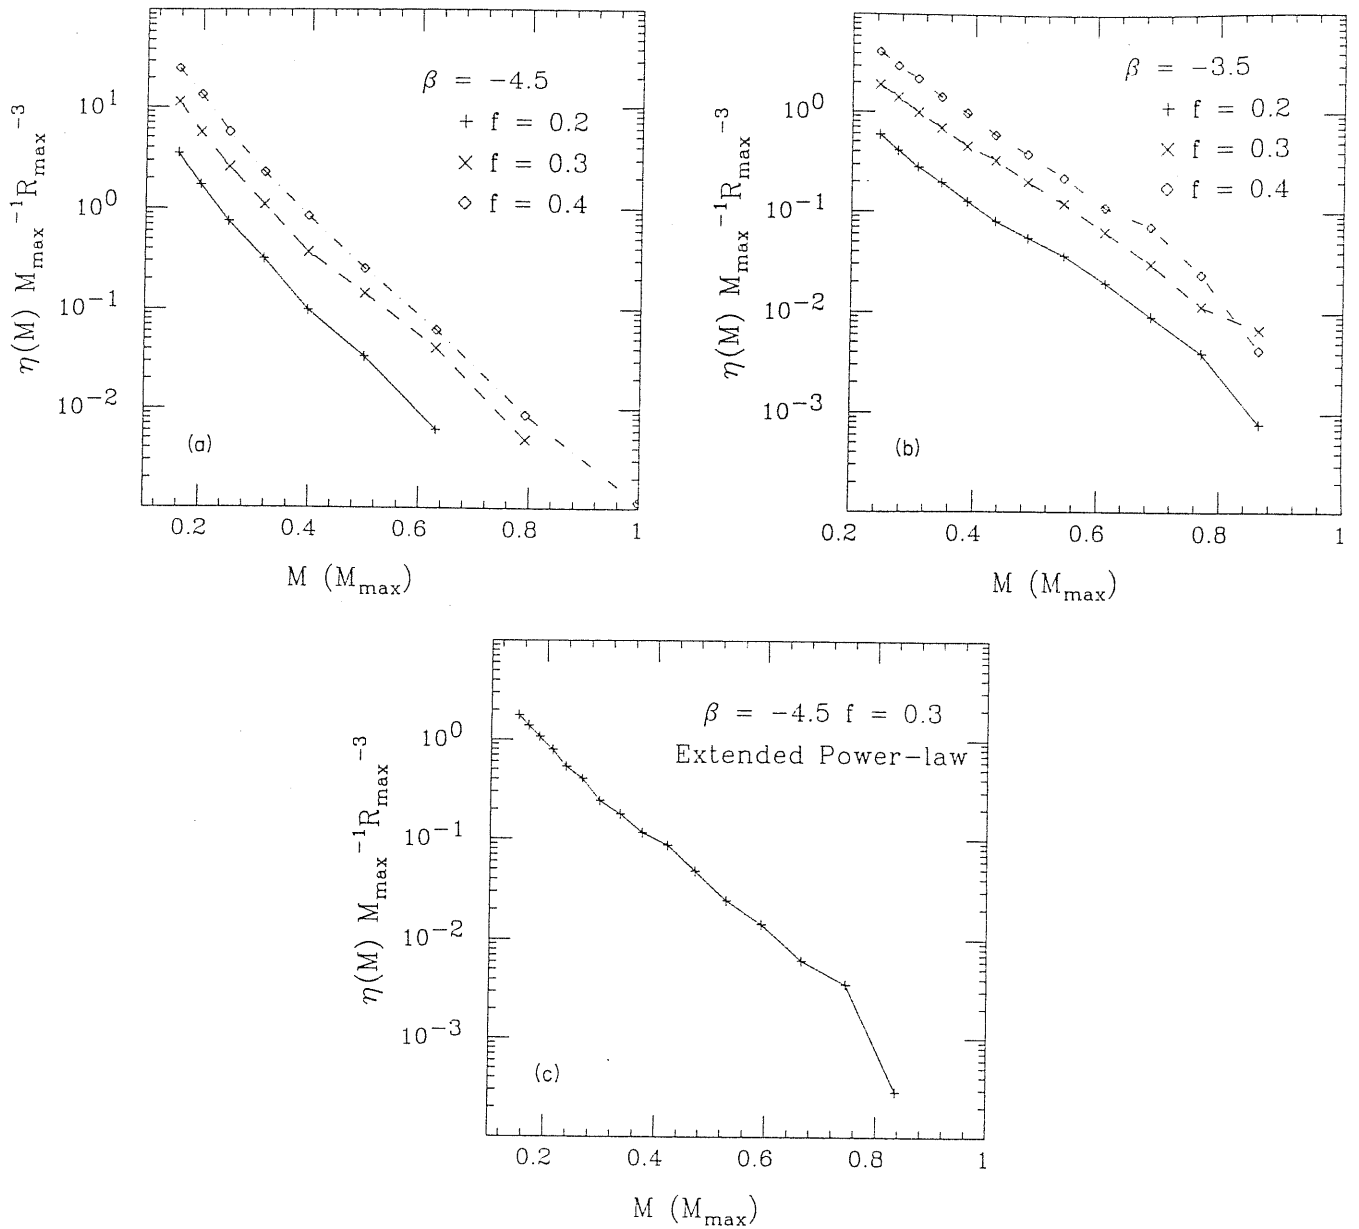 η(M) M_max^−1 R_max^−3
10^1
10^0
10^−1
10^−2
β = −4.5
+ f = 0.2
× f = 0.3
◇ f = 0.4
(a)
0.2 0.4 0.6 0.8 1
M (M_max)
η(M) M_max^−1 R_max^−3
10^0
10^−1
10^−2
10^−3
β = −3.5
+ f = 0.2
× f = 0.3
◇ f = 0.4
(b)
0.2 0.4 0.6 0.8 1
M (M_max)
η(M) M_max^−1 R_max^−3
10^0
10^−1
10^−2
10^−3
β = −4.5 f = 0.3
Extended Power−law
(c)
0.2 0.4 0.6 0.8 1
M (M_max)